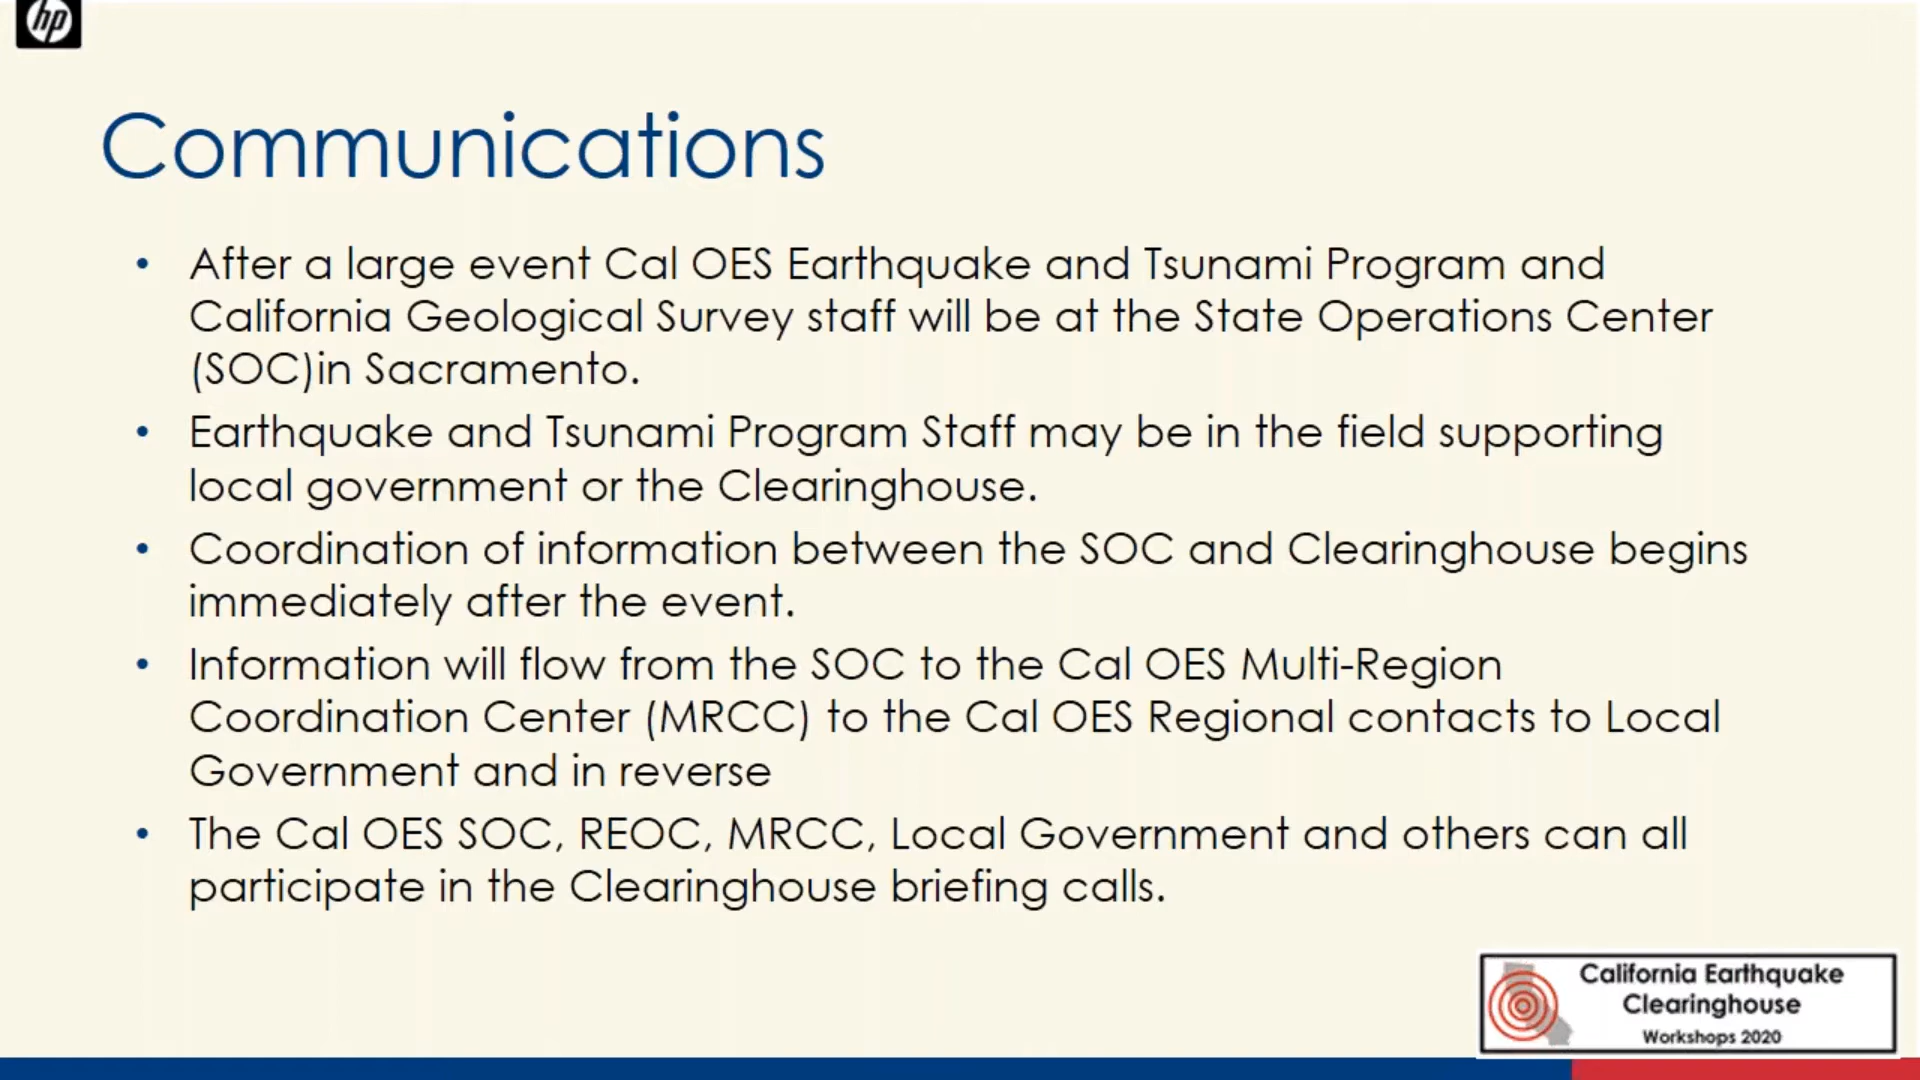 hp
Communications
• After a large event Cal OES Earthquake and Tsunami Program and
California Geological Survey staff will be at the State Operations Center
(SOC)in Sacramento.
• Earthquake and Tsunami Program Staff may be in the field supporting
local government or the Clearinghouse.
• Coordination of information between the SOC and Clearinghouse begins
immediately after the event.
• Information will flow from the SOC to the Cal OES Multi-Region
Coordination Center (MRCC) to the Cal OES Regional contacts to Local
Government and in reverse
• The Cal OES SOC, REOC, MRCC, Local Government and others can all
participate in the Clearinghouse briefing calls.
California Earthquake
Clearinghouse
Workshops 2020